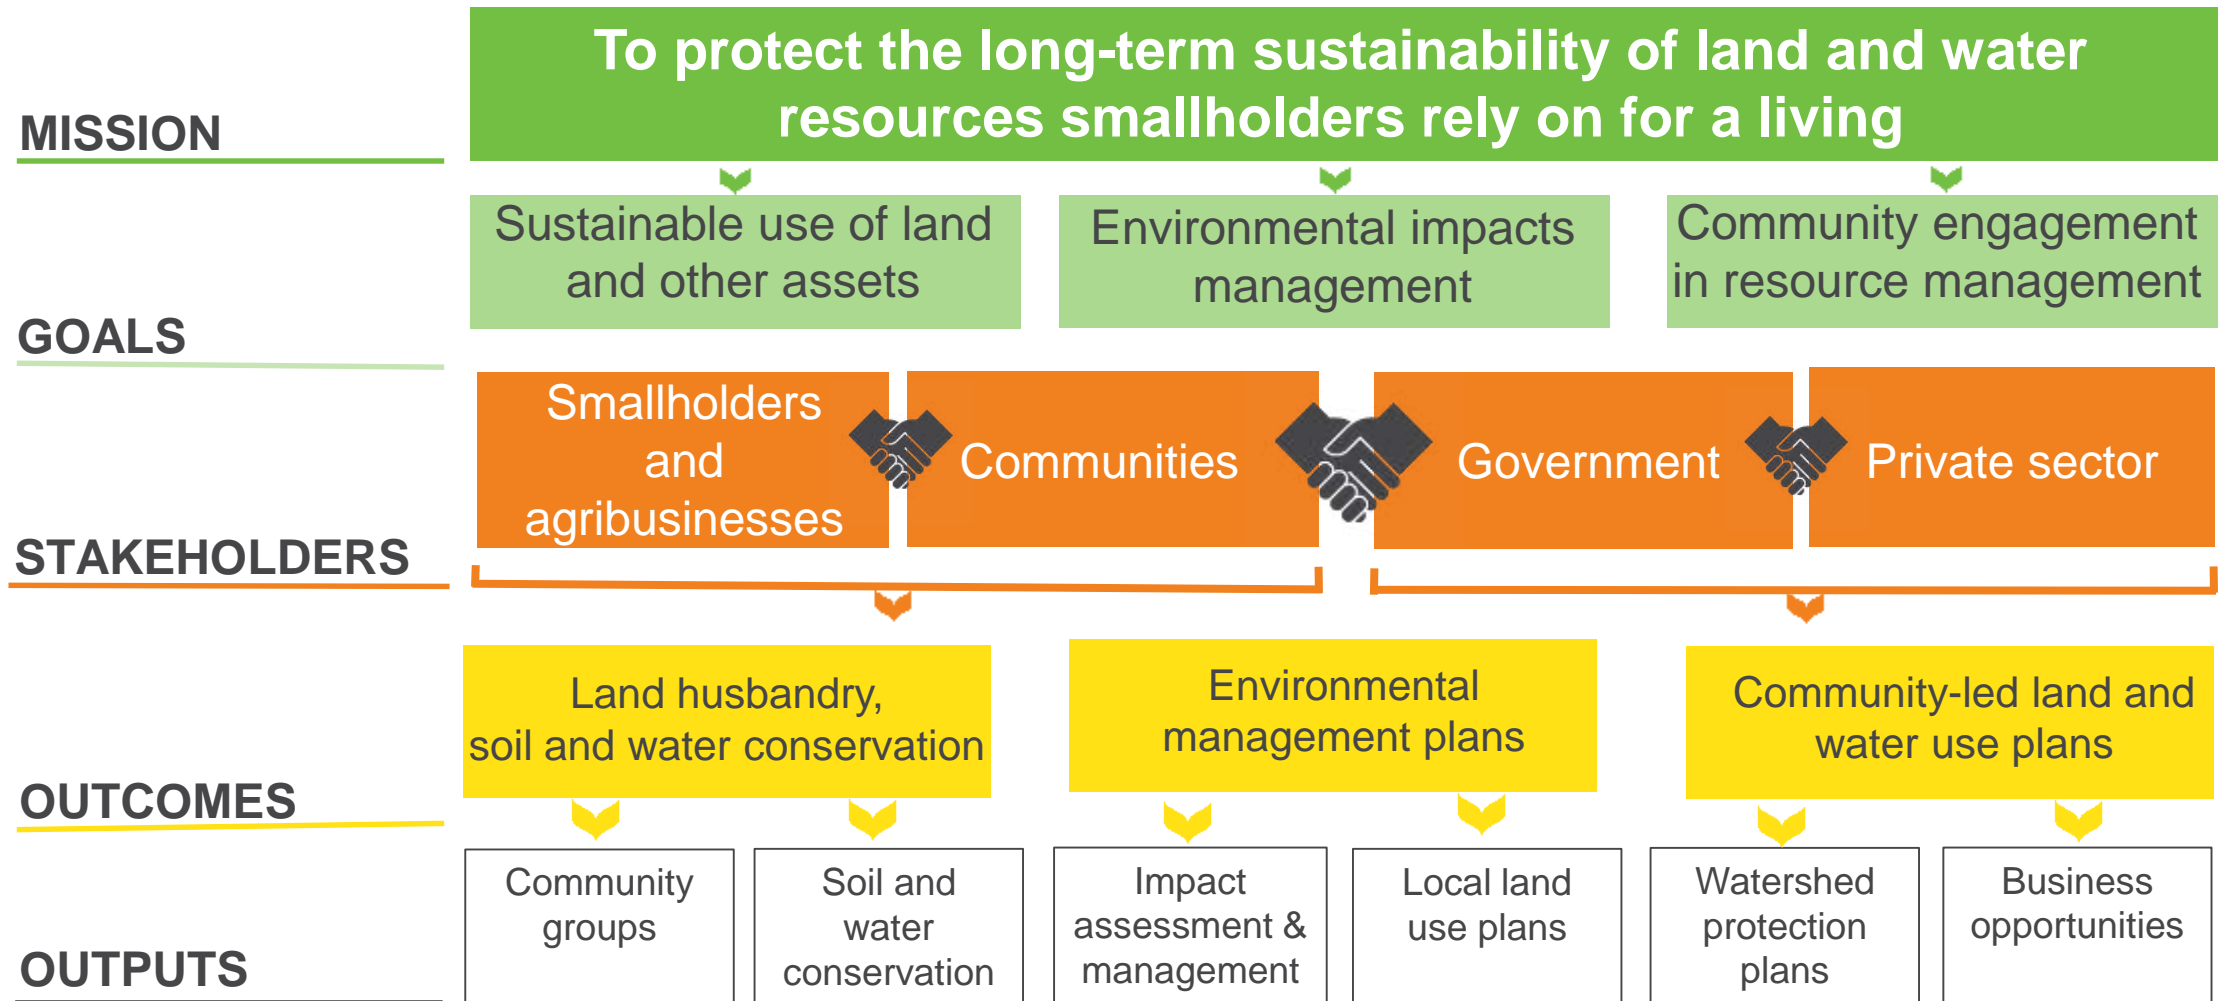 MISSION
To protect the long-term sustainability of land and water
resources smallholders rely on for a living
GOALS
Sustainable use of land
and other assets
Environmental impacts
management
Community engagement
in resource management
STAKEHOLDERS
Smallholders
and
agribusinesses
Communities
Government
Private sector
OUTCOMES
Land husbandry,
soil and water conservation
Environmental
management plans
Community-led land and
water use plans
OUTPUTS
Community
groups
Soil and
water
conservation
Impact
assessment &
management
Local land
use plans
Watershed
protection
plans
Business
opportunities